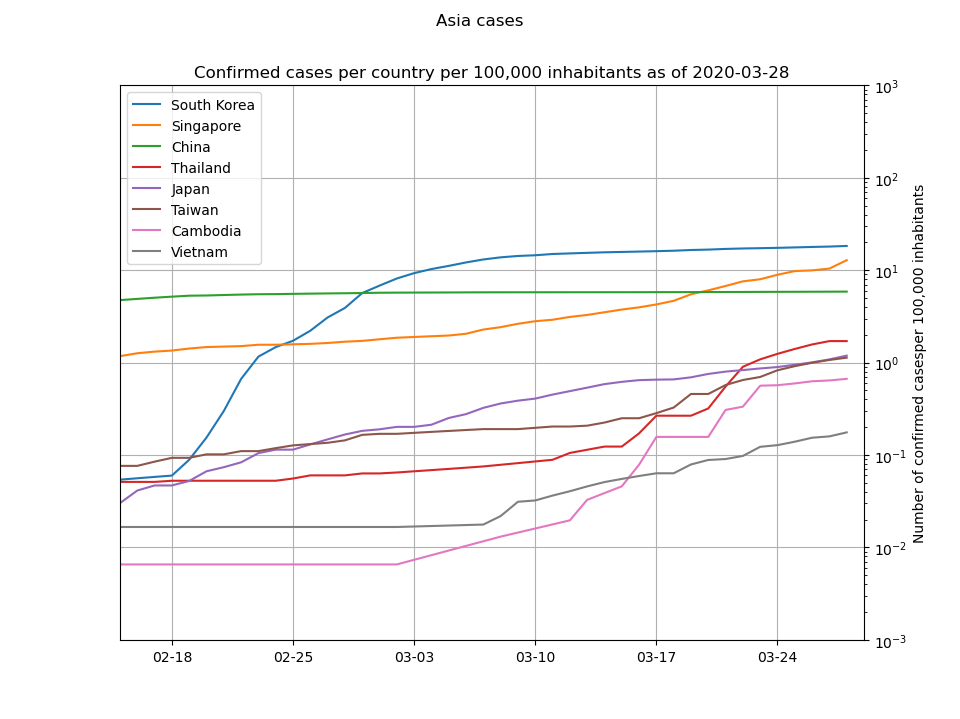 Asia cases
Confirmed cases per country per 100,000 inhabitants as of 2020-03-28
South Korea
Singapore
China
Thailand
Japan
Taiwan
Cambodia
Vietnam
10³
10²
10¹
10⁰
10⁻¹
10⁻²
10⁻³
Number of confirmed casesper 100,000 inhabitants
02-18 02-25 03-03 03-10 03-17 03-24